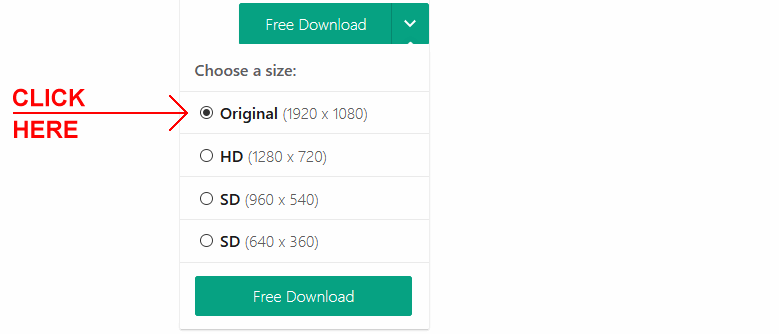 Free Download
Choose a size:
CLICK
HERE
Original (1920 x 1080)
HD (1280 x 720)
SD (960 x 540)
SD (640 x 360)
Free Download